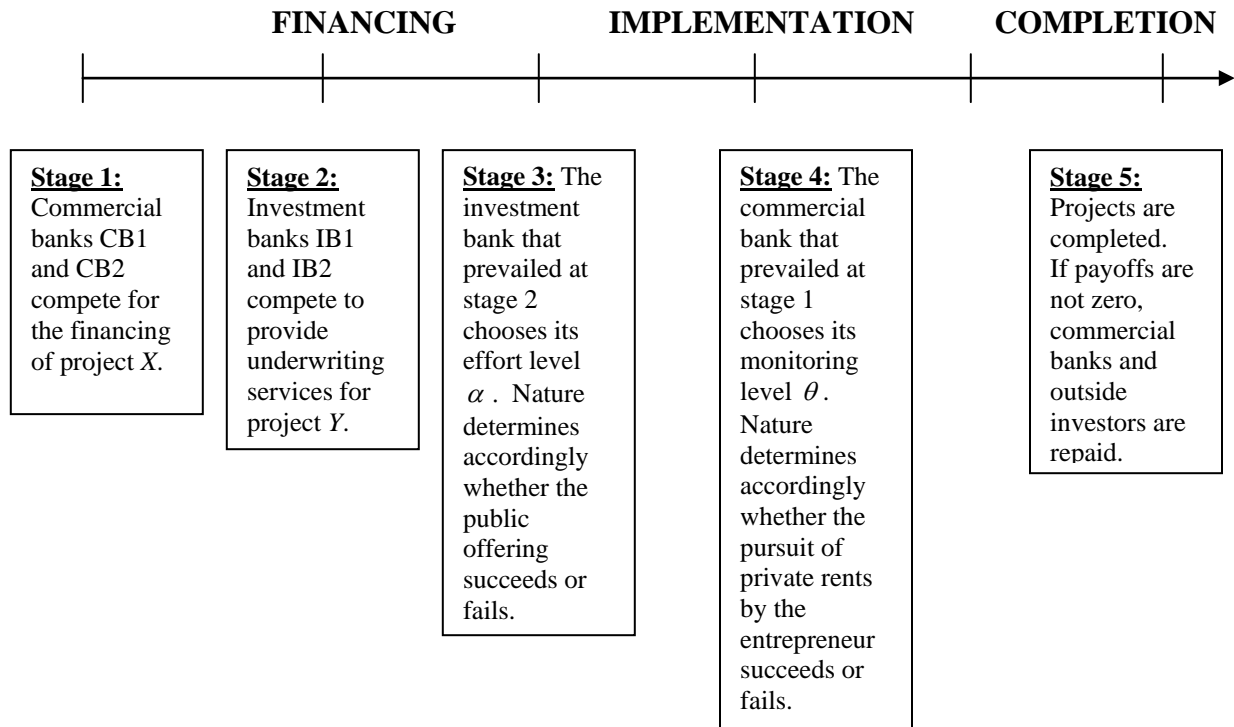 FINANCING IMPLEMENTATION COMPLETION
Stage 1:
Commercial
banks CB1
and CB2
compete for
the financing
of project X.
Stage 2:
Investment
banks IB1
and IB2
compete to
provide
underwriting
services for
project Y.
Stage 3: The
investment
bank that
prevailed at
stage 2
chooses its
effort level
α . Nature
determines
accordingly
whether the
public
offering
succeeds or
fails.
Stage 4: The
commercial
bank that
prevailed at
stage 1
chooses its
monitoring
level θ .
Nature
determines
accordingly
whether the
pursuit of
private rents
by the
entrepreneur
succeeds or
fails.
Stage 5:
Projects are
completed.
If payoffs are
not zero,
commercial
banks and
outside
investors are
repaid.